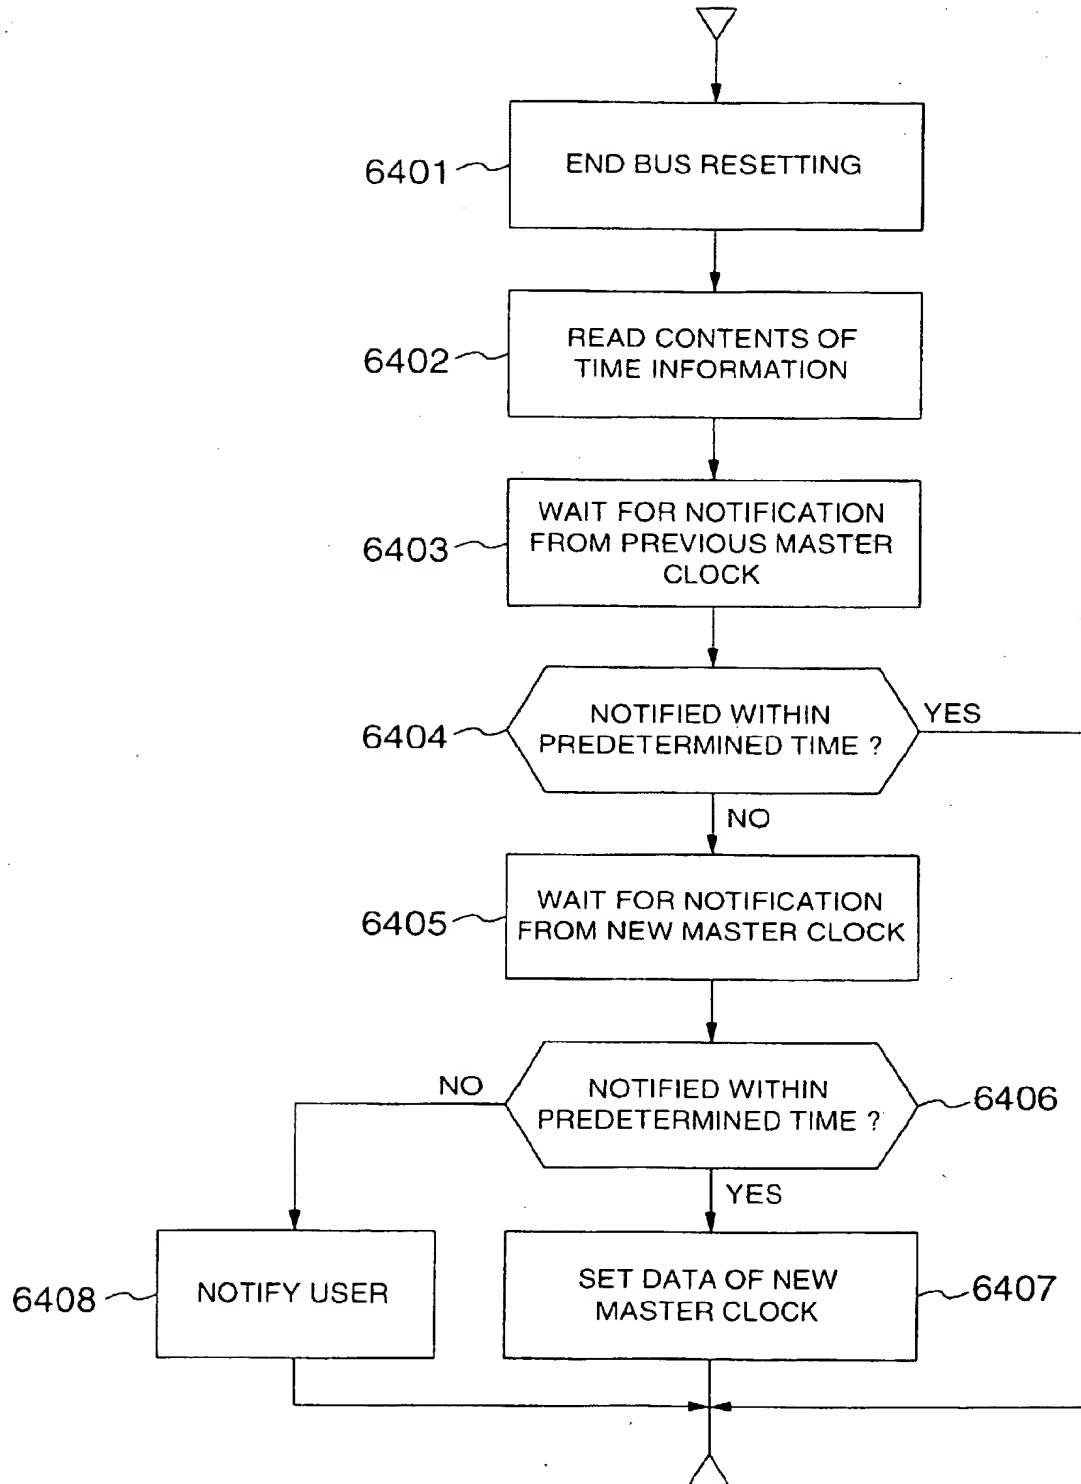 6401
END BUS RESETTING
6402
READ CONTENTS OF
TIME INFORMATION
6403
WAIT FOR NOTIFICATION
FROM PREVIOUS MASTER
CLOCK
6404
NOTIFIED WITHIN
PREDETERMINED TIME ?
YES
NO
6405
WAIT FOR NOTIFICATION
FROM NEW MASTER CLOCK
NO
NOTIFIED WITHIN
PREDETERMINED TIME ?
6406
YES
6408
NOTIFY USER
SET DATA OF NEW
MASTER CLOCK
6407